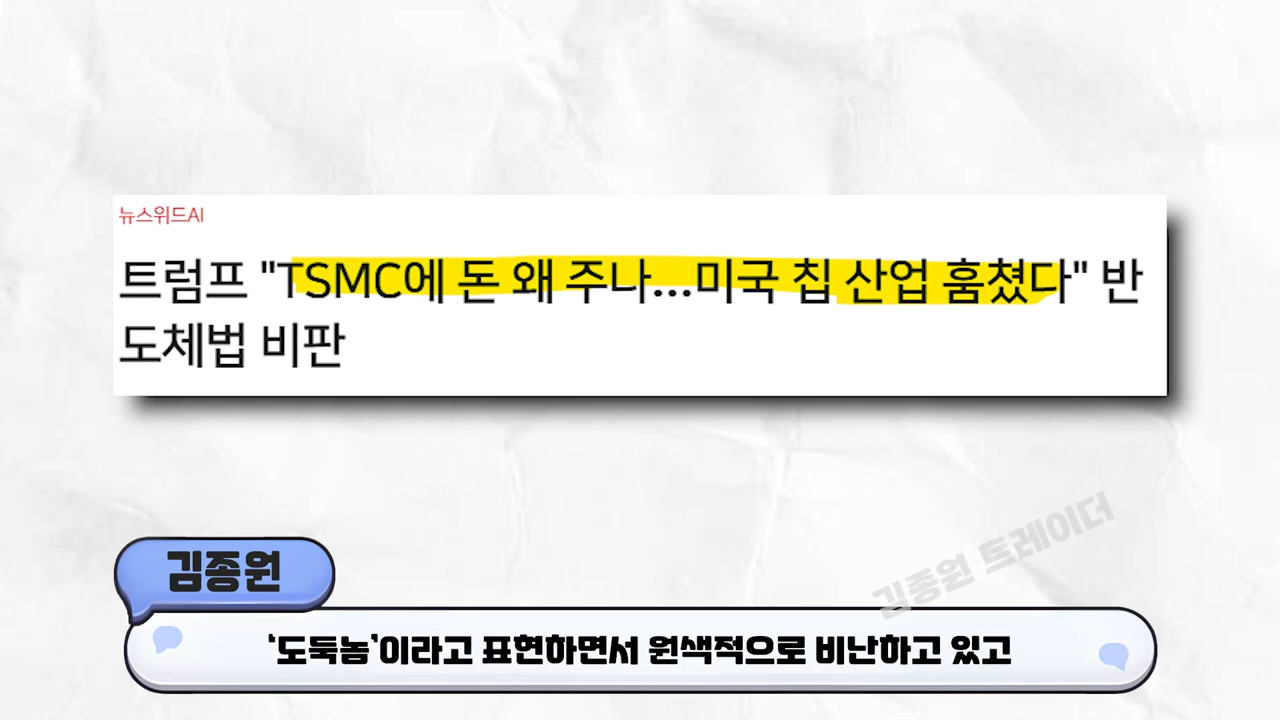 뉴스위드AI
트럼프 "TSMC에 돈 왜 주나...미국 칩 산업 훔쳤다" 반
도체법 비판
김종원 트레이더
김종원
'도둑놈'이라고 표현하면서 원색적으로 비난하고 있고